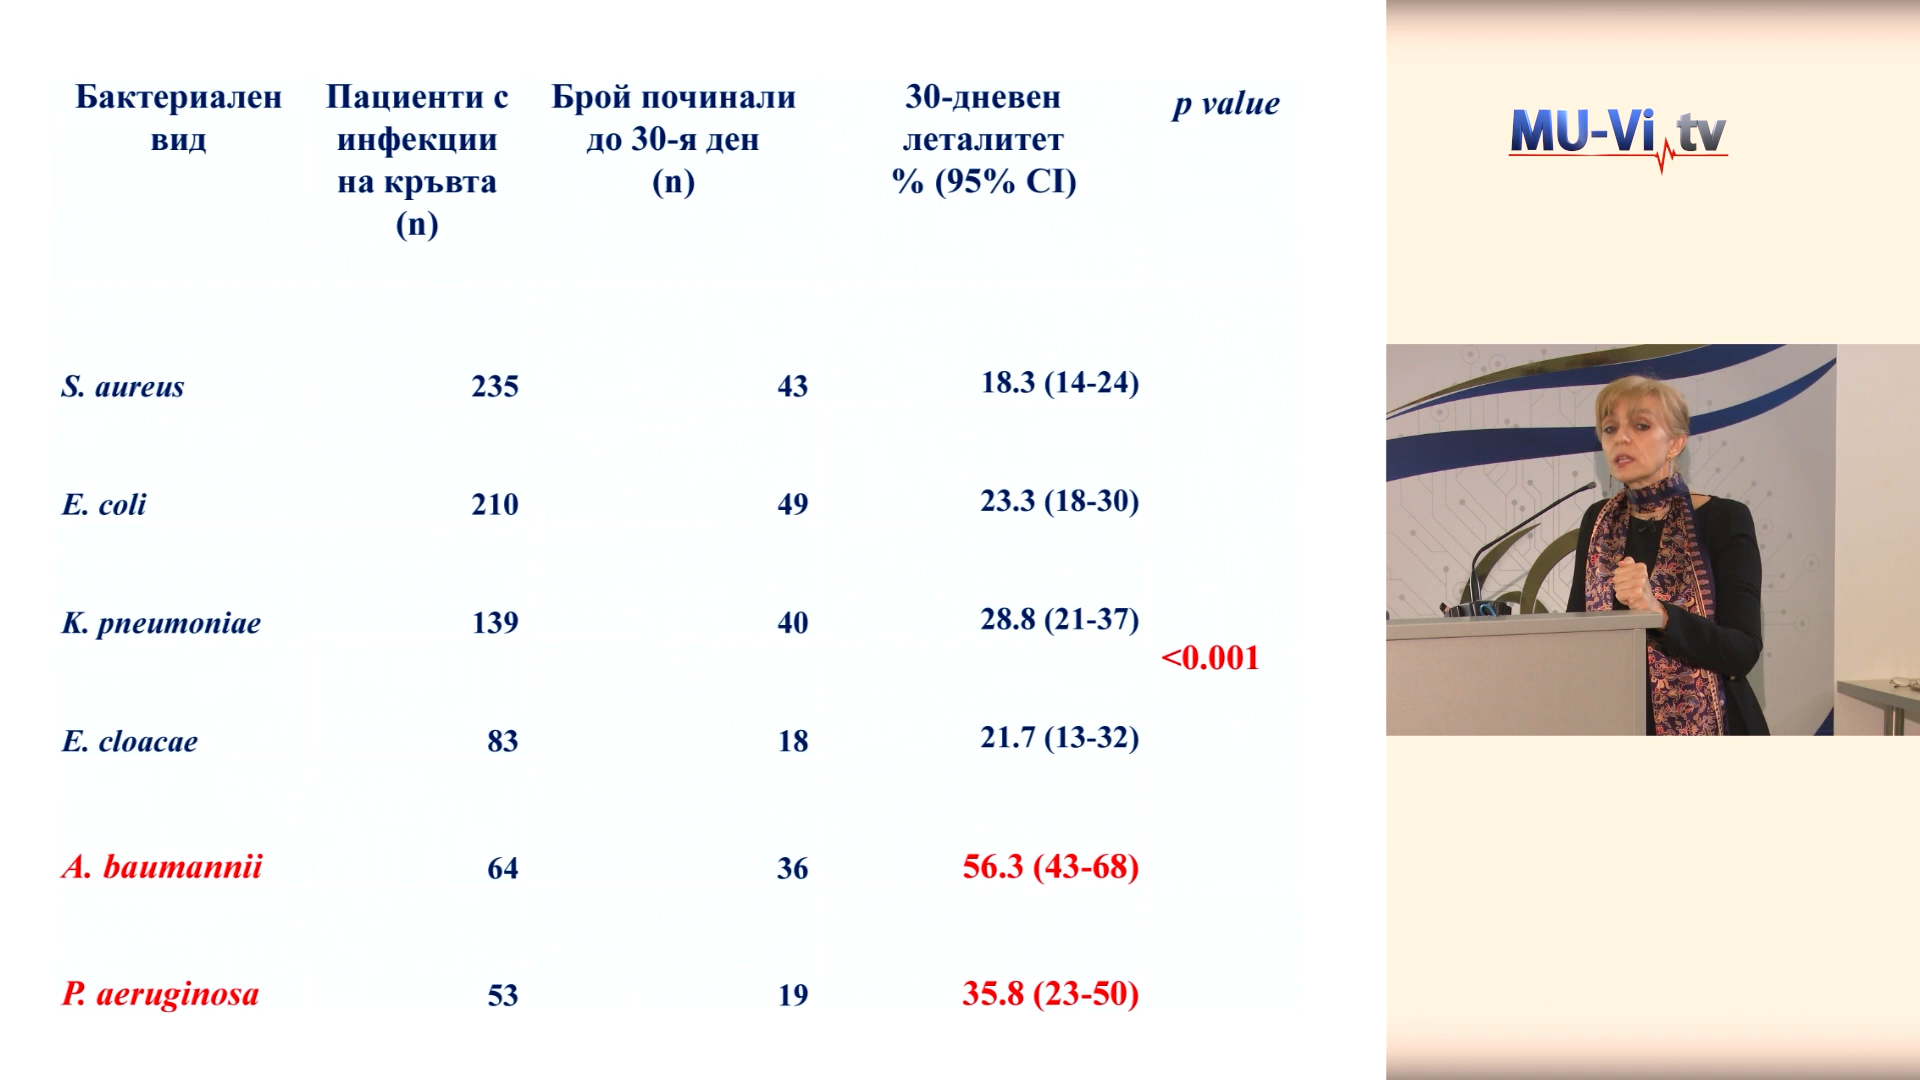 Бактериален вид
Пациенти с инфекции на кръвта (n)
Брой починали до 30-я ден (n)
30-дневен леталитет % (95% CI)
p value
S. aureus 235 43 18.3 (14-24)
E. coli 210 49 23.3 (18-30)
K. pneumoniae 139 40 28.8 (21-37)
<0.001
E. cloacae 83 18 21.7 (13-32)
A. baumannii 64 36 56.3 (43-68)
P. aeruginosa 53 19 35.8 (23-50)
MU-Vi tv